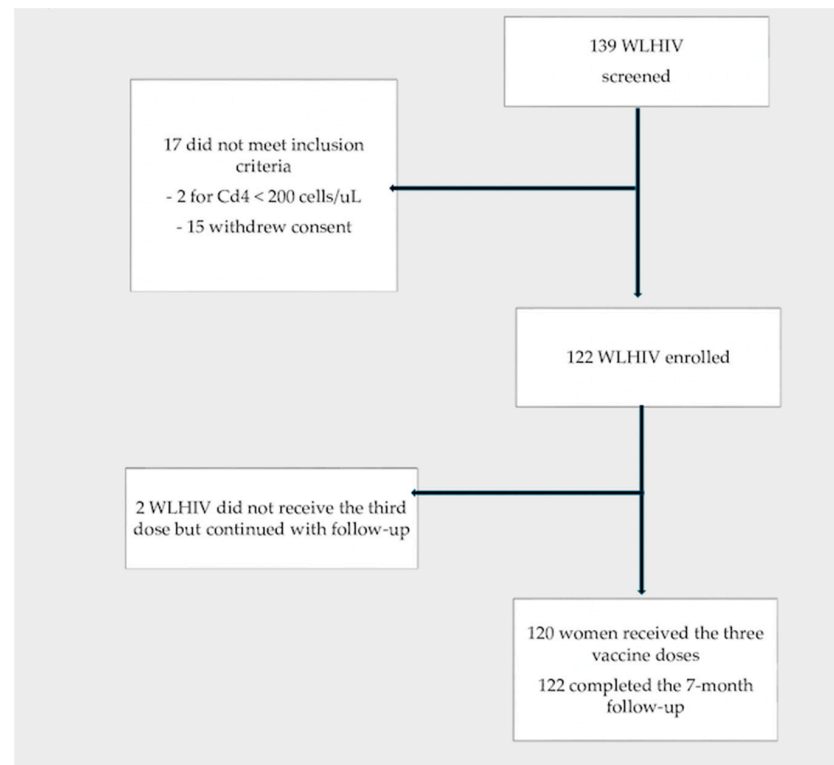 139 WLHIV
screened
17 did not meet inclusion
criteria
- 2 for Cd4 < 200 cells/uL
- 15 withdrew consent
122 WLHIV enrolled
2 WLHIV did not receive the third
dose but continued with follow-up
120 women received the three
vaccine doses
122 completed the 7-month
follow-up